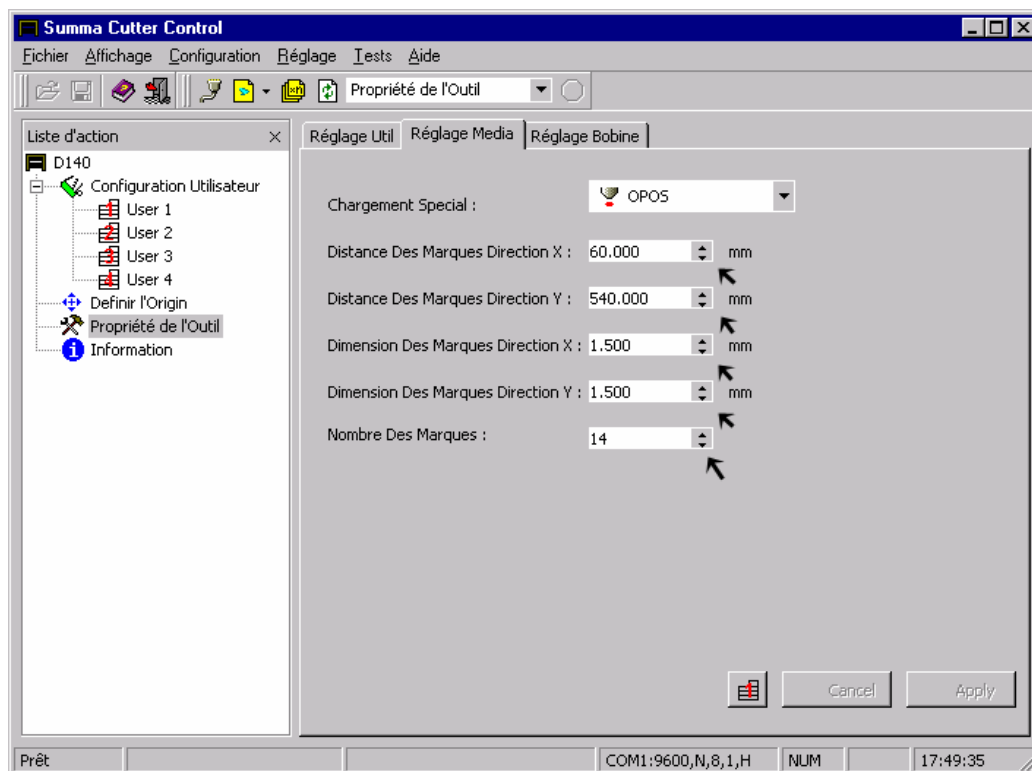 Summa Cutter Control
Fichier Affichage Configuration Réglage Tests Aide
Propriété de l'Outil
Liste d'action
D140
Configuration Utilisateur
User 1
User 2
User 3
User 4
Definir l'Origin
Propriété de l'Outil
Information
Réglage Util Réglage Media Réglage Bobine
Chargement Special : OPOS
Distance Des Marques Direction X : 60.000 mm
Distance Des Marques Direction Y : 540.000 mm
Dimension Des Marques Direction X : 1.500 mm
Dimension Des Marques Direction Y : 1.500 mm
Nombre Des Marques : 14
Cancel Apply
Prêt COM1:9600,N,8,1,H NUM 17:49:35